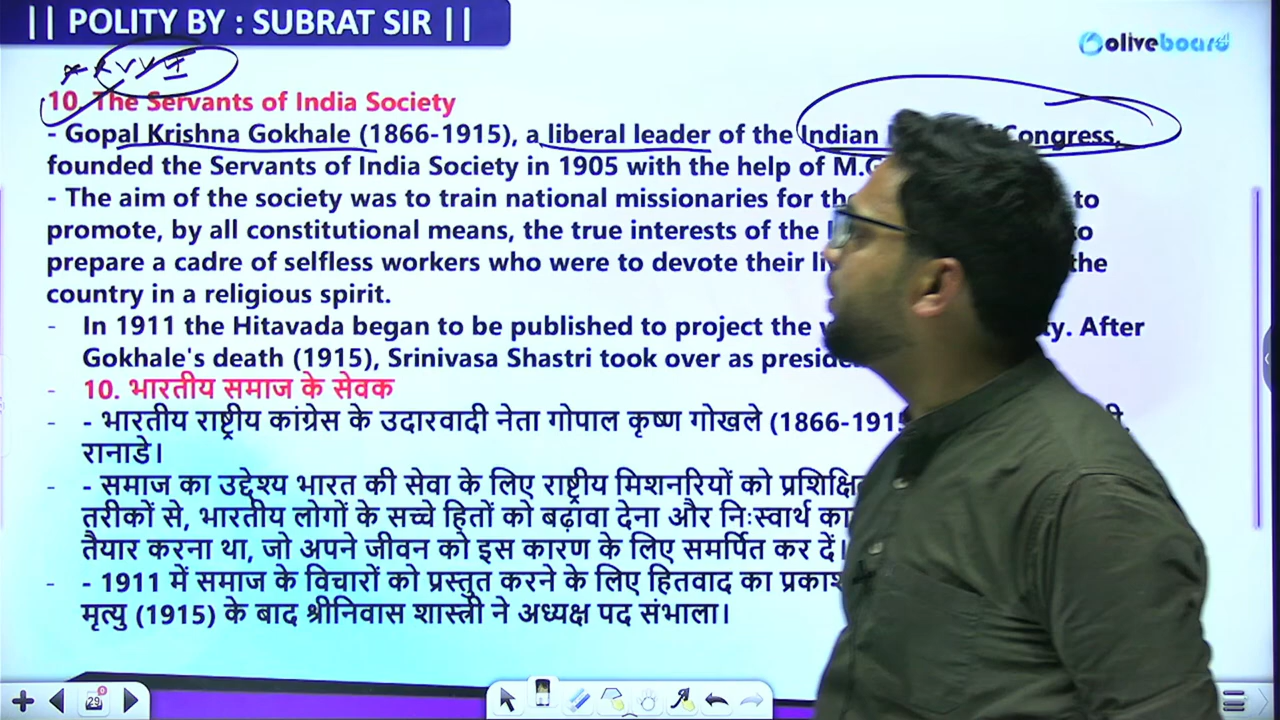 || POLITY BY : SUBRAT SIR ||
oliveboard
10. The Servants of India Society
- Gopal Krishna Gokhale (1866-1915), a liberal leader of the Indian Congress,
founded the Servants of India Society in 1905 with the help of M.G
- The aim of the society was to train national missionaries for the to
promote, by all constitutional means, the true interests of the to
prepare a cadre of selfless workers who were to devote their the
country in a religious spirit.
- In 1911 the Hitavada began to be published to project the After
Gokhale's death (1915), Srinivasa Shastri took over as
- 10. भारतीय समाज के सेवक
- - भारतीय राष्ट्रीय कांग्रेस के उदारवादी नेता गोपाल कृष्ण गोखले (1866-191
रानाडे।
- - समाज का उद्देश्य भारत की सेवा के लिए राष्ट्रीय मिशनरियों को
तरीकों से, भारतीय लोगों के सच्चे हितों को बढ़ावा देना और निःस्वार्थ
तैयार करना था, जो अपने जीवन को इस कारण के लिए समर्पित कर दें।
- - 1911 में समाज के विचारों को प्रस्तुत करने के लिए हितवाद का
मृत्यु (1915) के बाद श्रीनिवास शास्त्री ने अध्यक्ष पद संभाला।
29